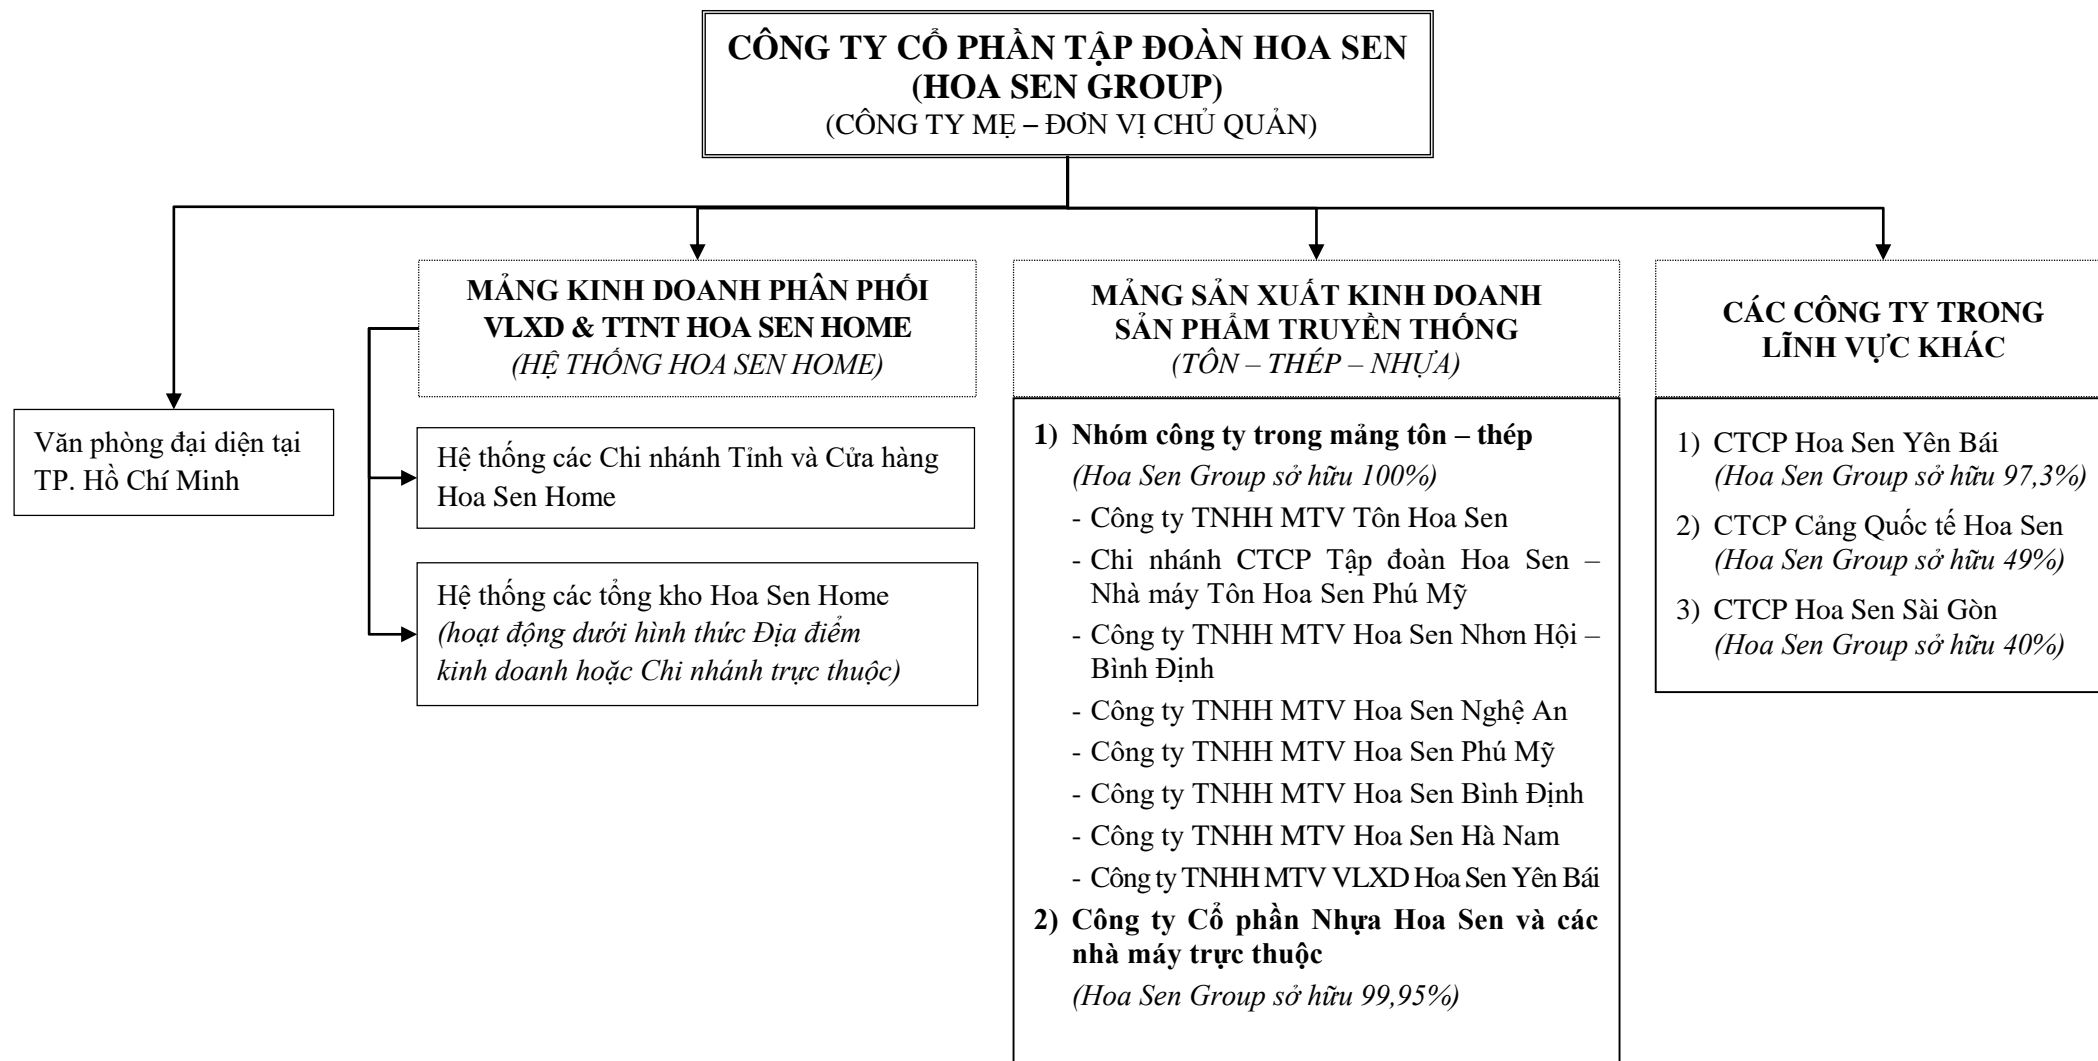 CÔNG TY CỔ PHẦN TẬP ĐOÀN HOA SEN
(HOA SEN GROUP)
(CÔNG TY MẸ – ĐƠN VỊ CHỦ QUẢN)
Văn phòng đại diện tại
TP. Hồ Chí Minh
MẢNG KINH DOANH PHÂN PHỐI
VLXD & TTNT HOA SEN HOME
(HỆ THỐNG HOA SEN HOME)
Hệ thống các Chi nhánh Tỉnh và Cửa hàng
Hoa Sen Home
Hệ thống các tổng kho Hoa Sen Home
(hoạt động dưới hình thức Địa điểm
kinh doanh hoặc Chi nhánh trực thuộc)
MẢNG SẢN XUẤT KINH DOANH
SẢN PHẨM TRUYỀN THỐNG
(TÔN – THÉP – NHỰA)
1) Nhóm công ty trong mảng tôn – thép
(Hoa Sen Group sở hữu 100%)
- Công ty TNHH MTV Tôn Hoa Sen
- Chi nhánh CTCP Tập đoàn Hoa Sen –
Nhà máy Tôn Hoa Sen Phú Mỹ
- Công ty TNHH MTV Hoa Sen Nhơn Hội –
Bình Định
- Công ty TNHH MTV Hoa Sen Nghệ An
- Công ty TNHH MTV Hoa Sen Phú Mỹ
- Công ty TNHH MTV Hoa Sen Bình Định
- Công ty TNHH MTV Hoa Sen Hà Nam
- Công ty TNHH MTV VLXD Hoa Sen Yên Bái
2) Công ty Cổ phần Nhựa Hoa Sen và các
nhà máy trực thuộc
(Hoa Sen Group sở hữu 99,95%)
CÁC CÔNG TY TRONG
LĨNH VỰC KHÁC
1) CTCP Hoa Sen Yên Bái
(Hoa Sen Group sở hữu 97,3%)
2) CTCP Cảng Quốc tế Hoa Sen
(Hoa Sen Group sở hữu 49%)
3) CTCP Hoa Sen Sài Gòn
(Hoa Sen Group sở hữu 40%)